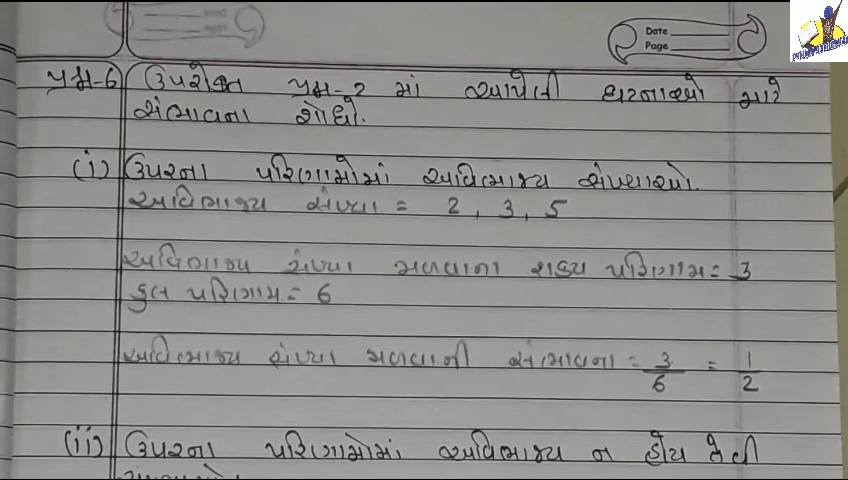 Date
Page
પ્રશ્ન-6 ઉપરોક્ત પ્રશ્ન-2 માં આપેલી ઘટનાઓ માટે
સંભાવના શોધો.
(i) ઉપરના પરિણામોમાં અવિભાજ્ય સંખ્યાઓ.
અવિભાજ્ય સંખ્યા = 2, 3, 5
અવિભાજ્ય સંખ્યા મળવાના શક્ય પરિણામ = 3
કુલ પરિણામ = 6
અવિભાજ્ય સંખ્યા મળવાની સંભાવના = 3/6 = 1/2
(ii) ઉપરના પરિણામોમાં અવિભાજ્ય ન હોય તેવી